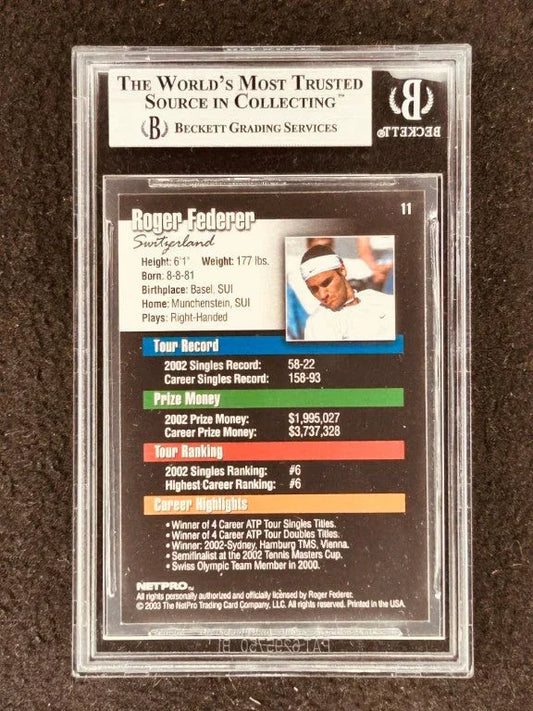 THE WORLD'S MOST TRUSTED
SOURCE IN COLLECTING™
B BECKETT GRADING SERVICES
B
BECKETT
11
Roger Federer
Switzerland
Height: 6'1" Weight: 177 lbs.
Born: 8-8-81
Birthplace: Basel, SUI
Home: Munchenstein, SUI
Plays: Right-Handed
Tour Record
2002 Singles Record: 58-22
Career Singles Record: 158-93
Prize Money
2002 Prize Money: $1,995,027
Career Prize Money: $3,737,328
Tour Ranking
2002 Singles Ranking: #6
Highest Career Ranking: #6
Career Highlights
• Winner of 4 Career ATP Tour Singles Titles.
• Winner of 4 Career ATP Tour Doubles Titles.
• Winner: 2002-Sydney, Hamburg TMS, Vienna.
• Semifinalist at the 2002 Tennis Masters Cup.
• Swiss Olympic Team Member in 2000.
NETPRO™
All rights personally authorized and officially licensed by Roger Federer.
© 2003 The NetPro Trading Card Company, LLC. All rights reserved. Printed in the USA.